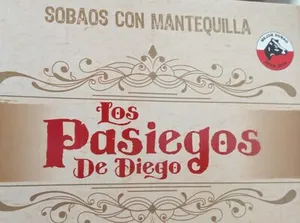 SOBAOS CON MANTEQUILLA
Los
Pasiegos
De Diego